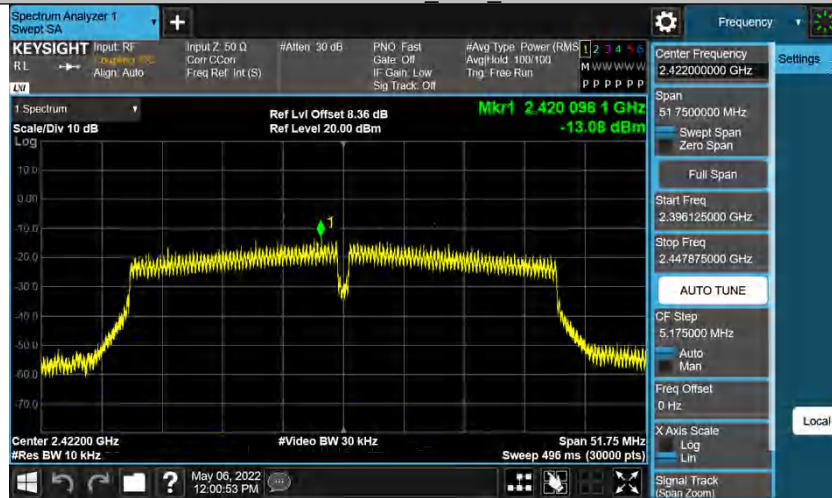 Spectrum Analyzer 1
Swept SA
+
Frequency
KEYSIGHT
RL
LXI
Input: RF
Coupling: DC
Align: Auto
Input Z: 50 Ω
Corr CCorr
Freq Ref: Int (S)
#Atten: 30 dB
PNO: Fast
Gate: Off
IF Gain: Low
Sig Track: Off
#Avg Type: Power (RMS
Avg|Hold: 100/100
Trig: Free Run
1 2 3 4 5 6
M W W W W W
P P P P P P
1 Spectrum
Scale/Div 10 dB
Ref Lvl Offset 8.36 dB
Ref Level 20.00 dBm
Mkr1 2.420 098 1 GHz
-13.08 dBm
Log
10.0
0.00
-10.0
-20.0
-30.0
-40.0
-50.0
-60.0
-70.0
1
Center 2.42200 GHz
#Res BW 10 kHz
#Video BW 30 kHz
Span 51.75 MHz
Sweep 496 ms (30000 pts)
?
May 06, 2022
12:00:53 PM
Center Frequency
2.422000000 GHz
Span
51.7500000 MHz
Swept Span
Zero Span
Full Span
Start Freq
2.396125000 GHz
Stop Freq
2.447875000 GHz
AUTO TUNE
CF Step
5.175000 MHz
Auto
Man
Freq Offset
0 Hz
X Axis Scale
Log
Lin
Signal Track
(Span Zoom)
Settings
Local